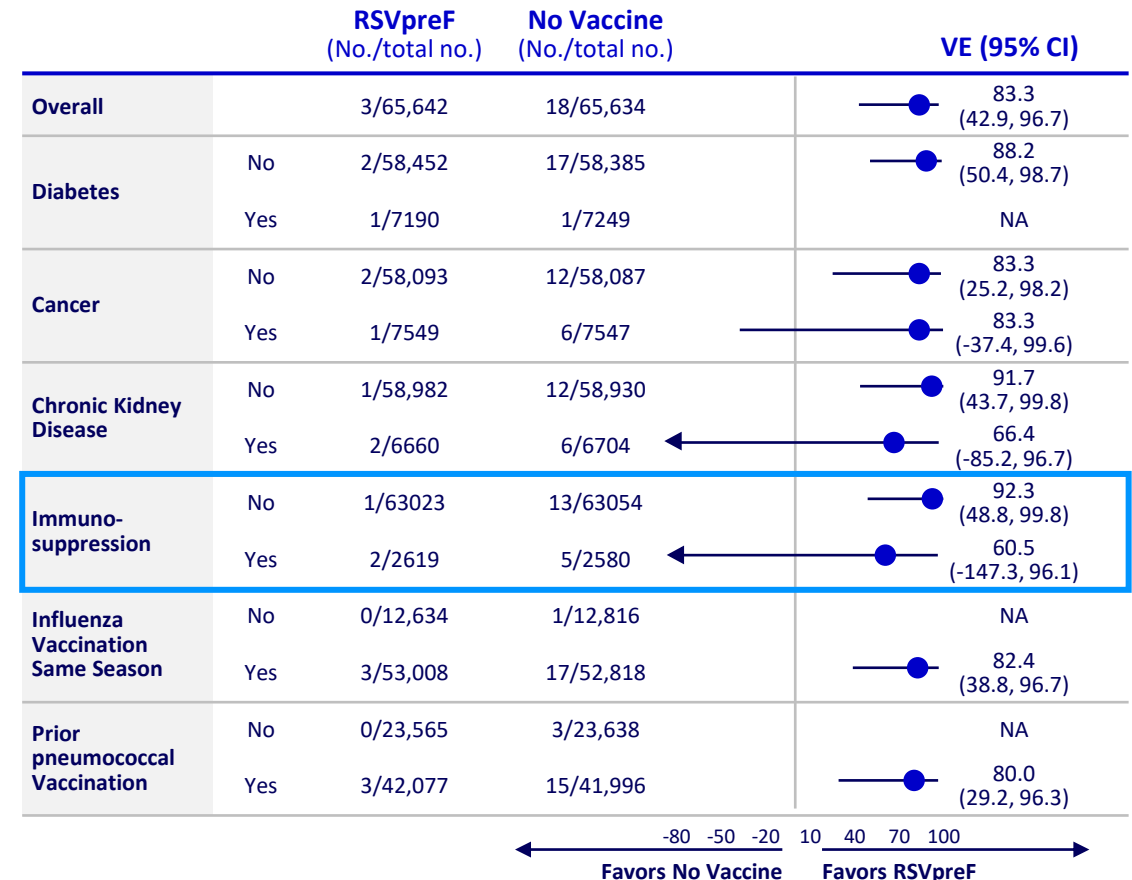 RSVpreF No Vaccine
(No./total no.) (No./total no.) VE (95% CI)
Overall 3/65,642 18/65,634 83.3
(42.9, 96.7)
Diabetes
No 2/58,452 17/58,385 88.2
(50.4, 98.7)
Yes 1/7190 1/7249 NA
Cancer
No 2/58,093 12/58,087 83.3
(25.2, 98.2)
Yes 1/7549 6/7547 83.3
(-37.4, 99.6)
Chronic Kidney
Disease
No 1/58,982 12/58,930 91.7
(43.7, 99.8)
Yes 2/6660 6/6704 66.4
(-85.2, 96.7)
Immuno-
suppression
No 1/63023 13/63054 92.3
(48.8, 99.8)
Yes 2/2619 5/2580 60.5
(-147.3, 96.1)
Influenza
Vaccination
Same Season
No 0/12,634 1/12,816 NA
Yes 3/53,008 17/52,818 82.4
(38.8, 96.7)
Prior
pneumococcal
Vaccination
No 0/23,565 3/23,638 NA
Yes 3/42,077 15/41,996 80.0
(29.2, 96.3)
-80 -50 -20 10 40 70 100
Favors No Vaccine Favors RSVpreF